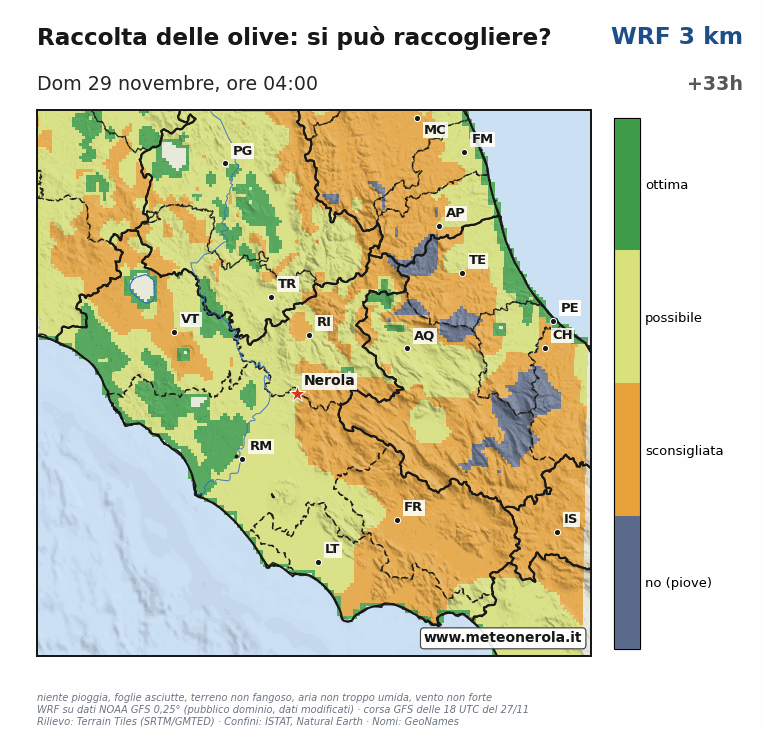 Raccolta delle olive: si può raccogliere?
WRF 3 km
Dom 29 novembre, ore 04:00
+33h
MC
FM
PG
AP
TE
TR
PE
VT
RI
AQ
CH
Nerola
RM
FR
IS
LT
www.meteonerola.it
ottima
possibile
sconsigliata
no (piove)
niente pioggia, foglie asciutte, terreno non fangoso, aria non troppo umida, vento non forte
WRF su dati NOAA GFS 0,25° (pubblico dominio, dati modificati) · corsa GFS delle 18 UTC del 27/11
Rilievo: Terrain Tiles (SRTM/GMTED) · Confini: ISTAT, Natural Earth · Nomi: GeoNames